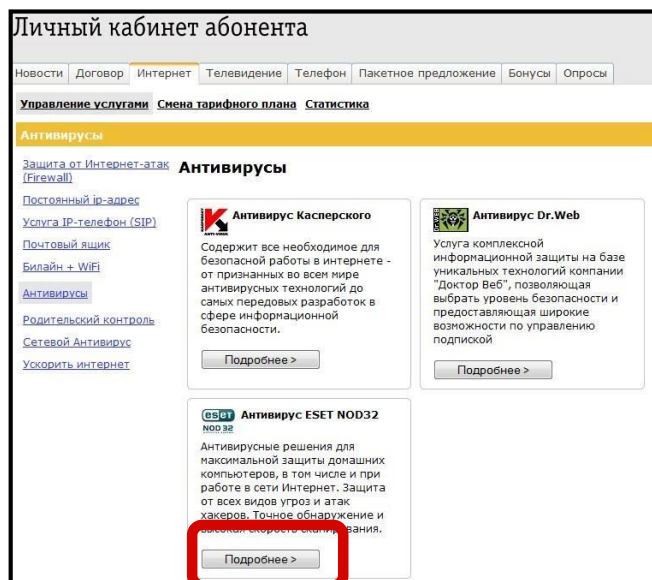 Личный кабинет абонента
Новости Договор Интернет Телевидение Телефон Пакетное предложение Бонусы Опросы
Управление услугами Смена тарифного плана Статистика
Антивирусы
Защита от Интернет-атак
(Firewall)
Постоянный ip-адрес
Услуга IP-телефон (SIP)
Почтовый ящик
Билайн + WiFi
Антивирусы
Родительский контроль
Сетевой Антивирус
Ускорить интернет
Антивирусы
Антивирус Касперского
Содержит все необходимое для
безопасной работы в интернете -
от признанных во всем мире
антивирусных технологий до
самых передовых разработок в
сфере информационной
безопасности.
Подробнее >
Антивирус Dr.Web
Услуга комплексной
информационной защиты на базе
уникальных технологий компании
"Доктор Веб", позволяющая
выбрать уровень безопасности и
предоставляющая широкие
возможности по управлению
подпиской
Подробнее >
eset
NOD 32
Антивирус ESET NOD32
Антивирусные решения для
максимальной защиты домашних
компьютеров, в том числе и при
работе в сети Интернет. Защита
от всех видов угроз и атак
хакеров. Точное обнаружение и
высокая скорость сканирования.
Подробнее >